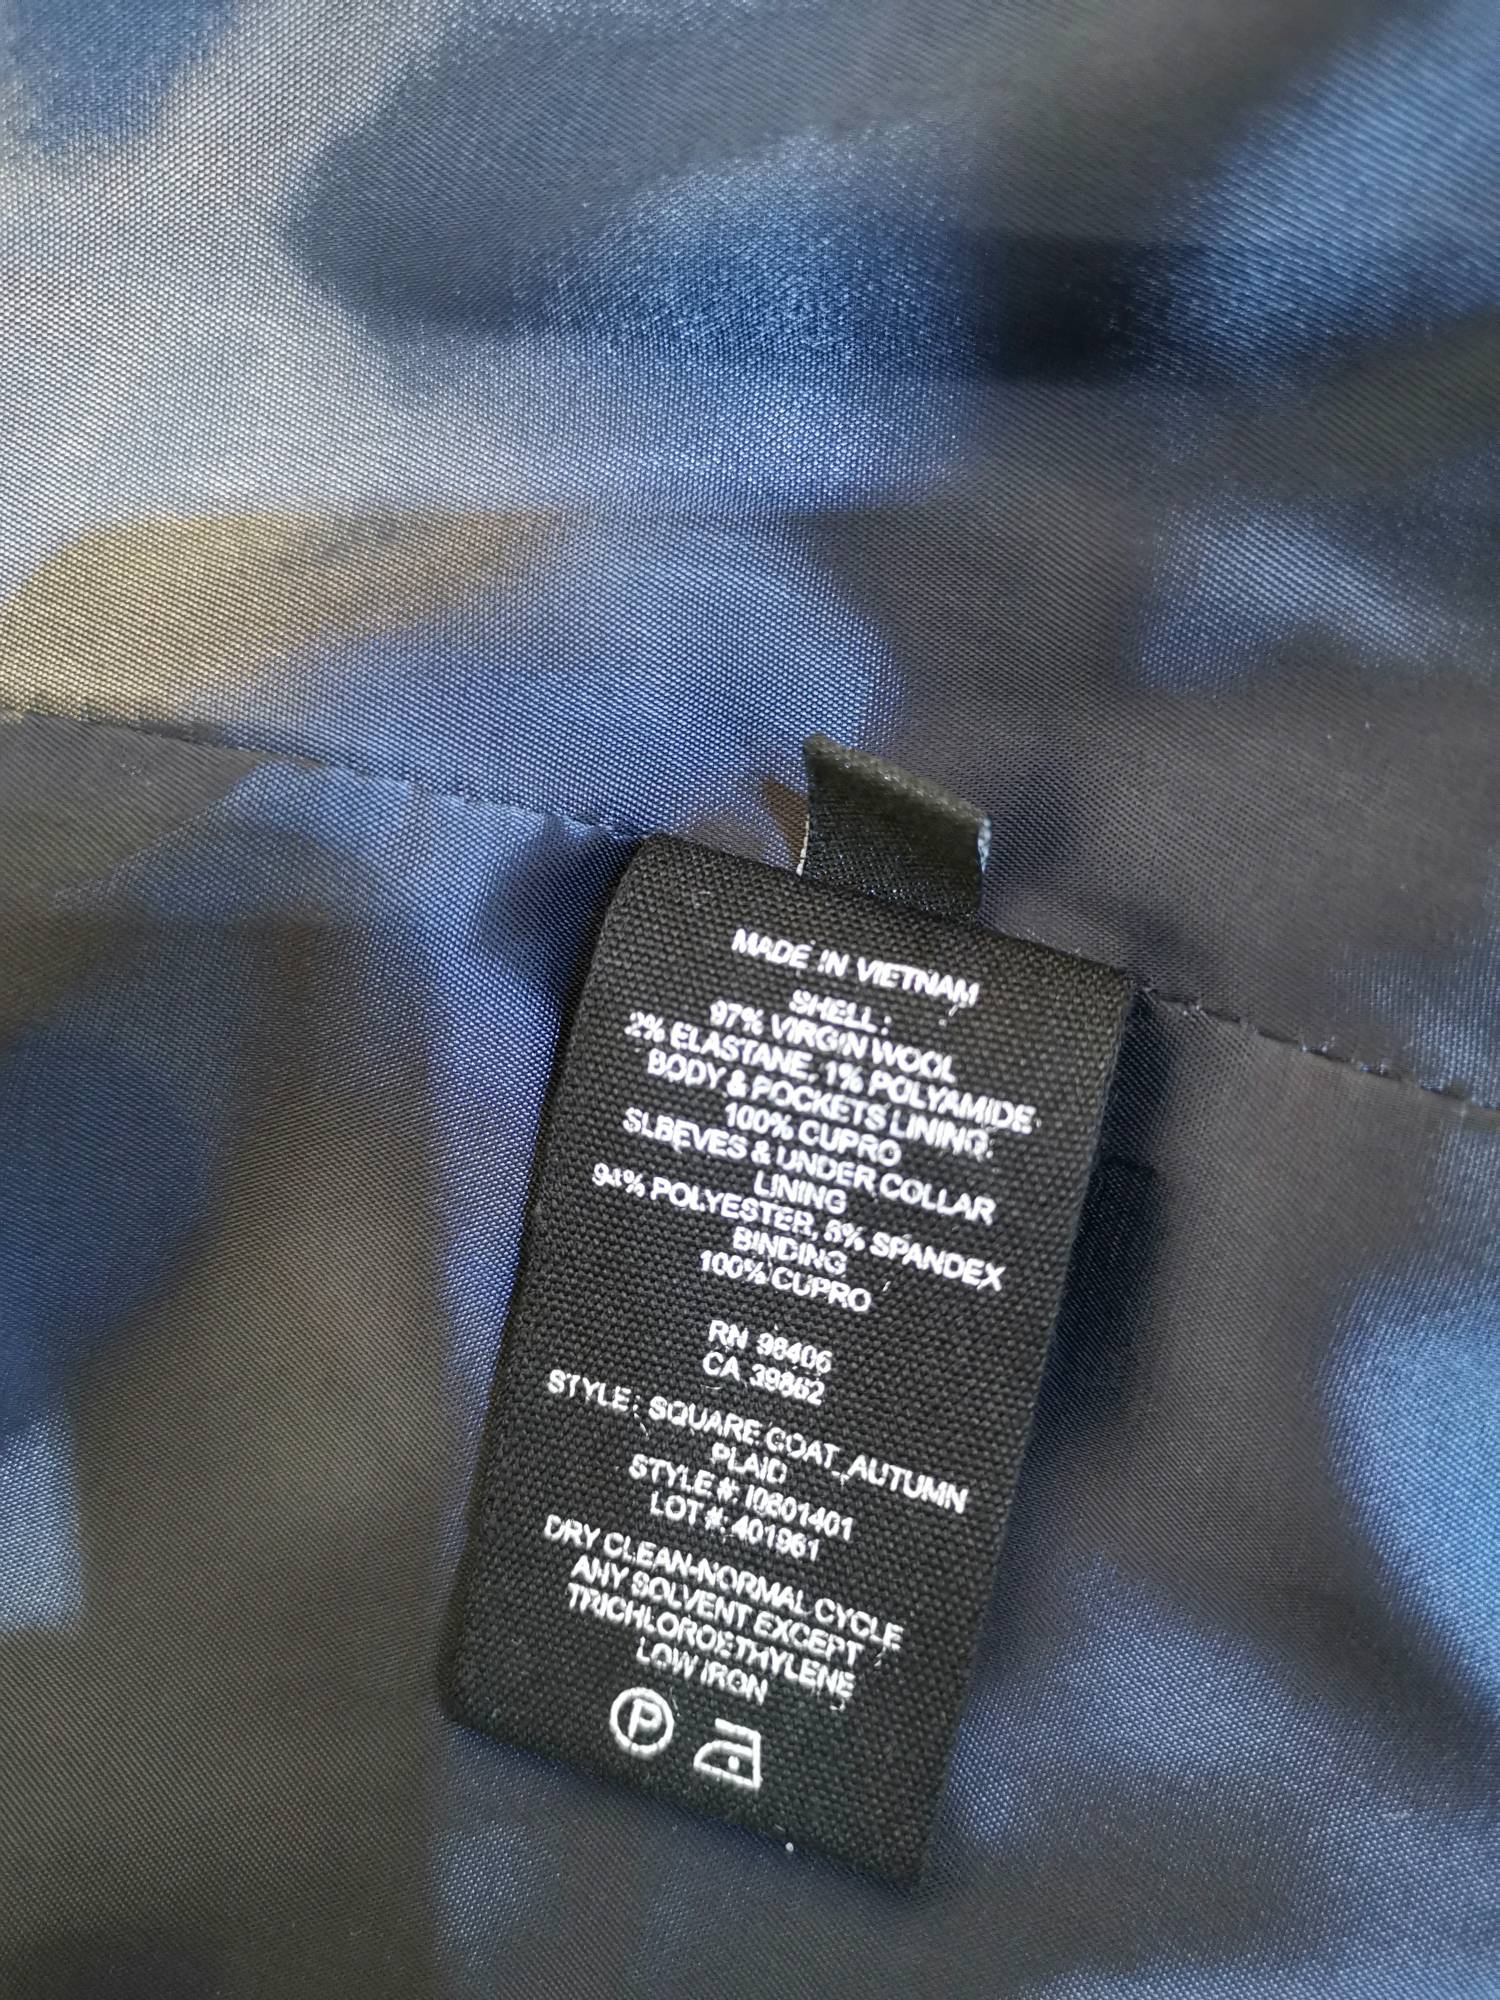 MADE IN VIETNAM
SHELL:
97% VIRGIN WOOL
2% ELASTANE, 1% POLYAMIDE
BODY & POCKETS LINING:
100% CUPRO
SLEEVES & UNDER COLLAR
LINING
94% POLYESTER, 6% SPANDEX
BINDING
100% CUPRO
RN 98406
CA 39862
STYLE: SQUARE COAT_AUTUMN
PLAID
STYLE #: I0801401
LOT #: 401961
DRY CLEAN-NORMAL CYCLE
ANY SOLVENT EXCEPT
TRICHLOROETHYLENE
LOW IRON
P